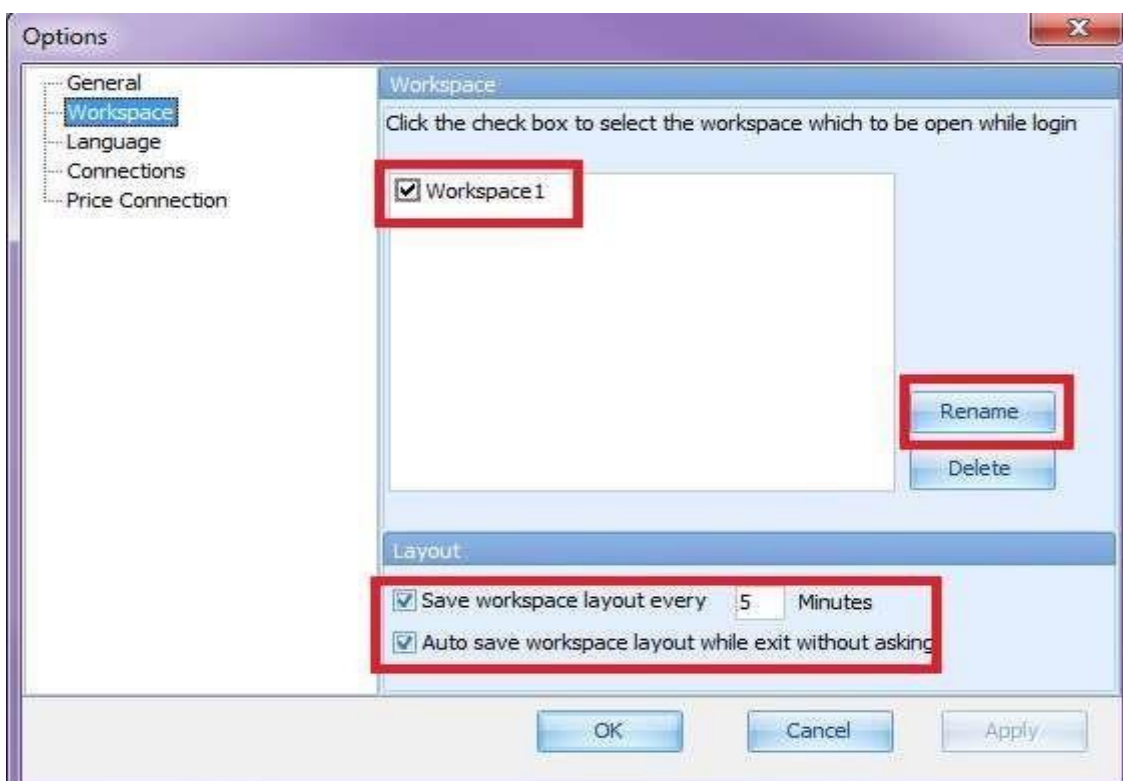 Options
General
Workspace
Language
Connections
Price Connection
Workspace
Click the check box to select the workspace which to be open while login
Workspace1
Rename
Delete
Layout
Save workspace layout every 5 Minutes
Auto save workspace layout while exit without asking
OK
Cancel
Apply